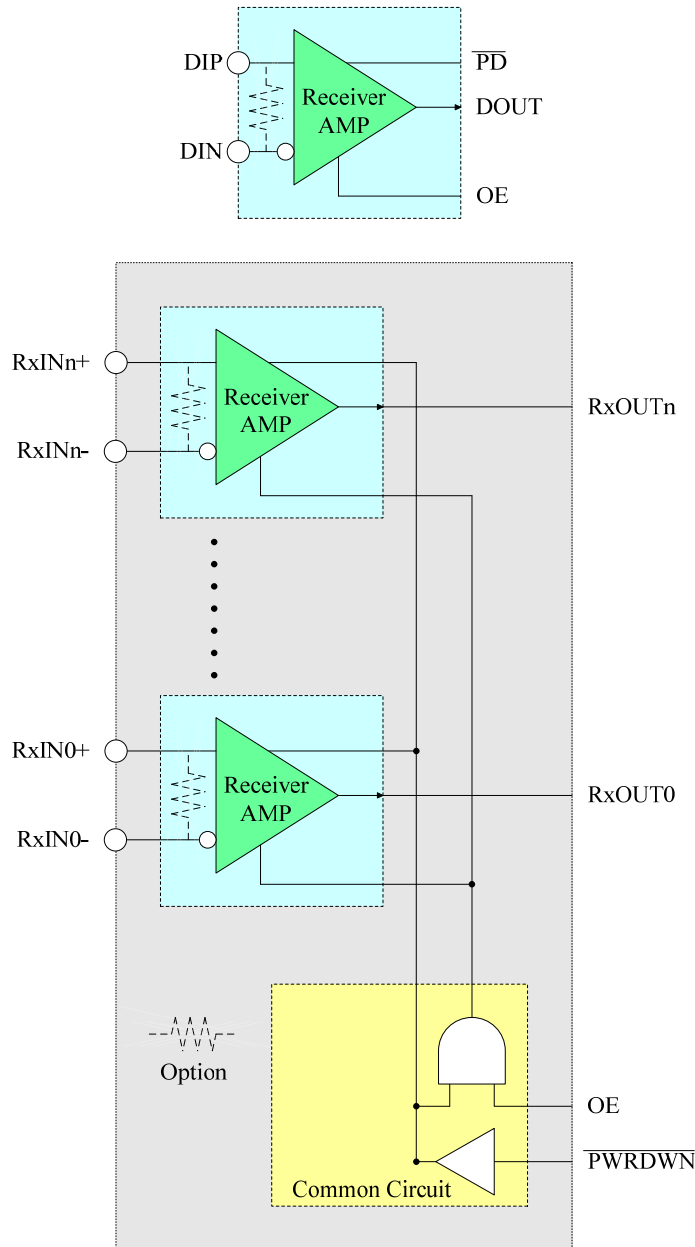 DIP
PD
Receiver
AMP
DOUT
DIN
OE
RxINn+
Receiver
AMP
RxOUTn
RxINn-
RxIN0+
Receiver
AMP
RxOUT0
RxIN0-
Option
OE
PWRDWN
Common Circuit